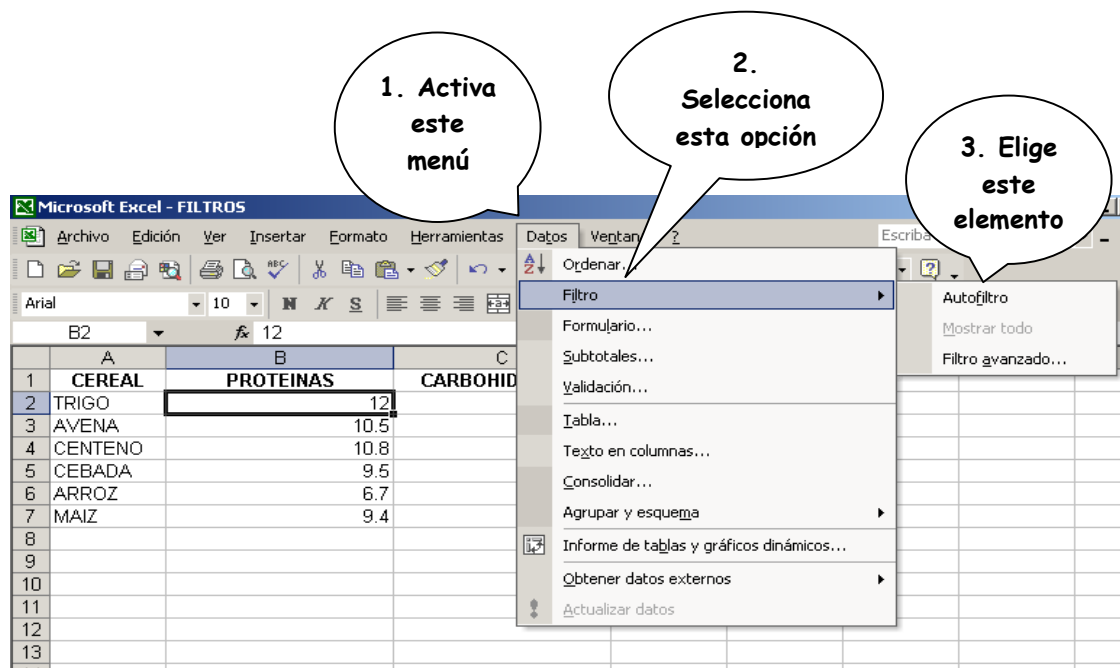 1. Activa
este
menú
2.
Selecciona
esta opción
3. Elige
este
elemento
Microsoft Excel - FILTROS
Archivo Edición Ver Insertar Formato Herramientas Datos ?
Escriba
Arial 10 N K S
B2 fx 12
A B C
1 CEREAL PROTEINAS
2 TRIGO 12
3 AVENA 10.5
4 CENTENO 10.8
5 CEBADA 9.5
6 ARROZ 6.7
7 MAIZ 9.4
8
9
10
11
12
13
Ordenar...
Filtro
Formulario...
Subtotales...
Validación...
Tabla...
Texto en columnas...
Consolidar...
Agrupar y esquema
Informe de tablas y gráficos dinámicos...
Obtener datos externos
Actualizar datos
Autofiltro
Mostrar todo
Filtro avanzado...